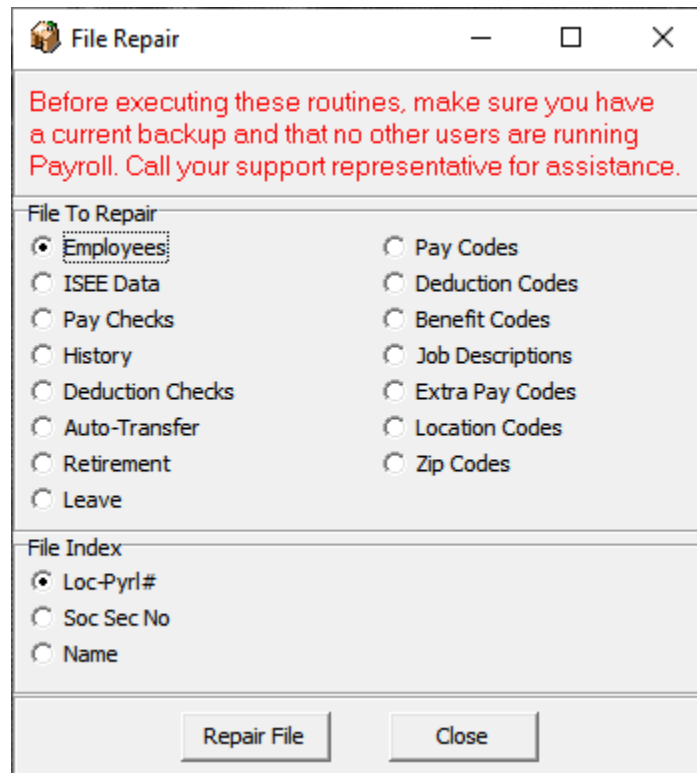 File Repair
Before executing these routines, make sure you have
a current backup and that no other users are running
Payroll. Call your support representative for assistance.
File To Repair
Employees
ISEE Data
Pay Checks
History
Deduction Checks
Auto-Transfer
Retirement
Leave
Pay Codes
Deduction Codes
Benefit Codes
Job Descriptions
Extra Pay Codes
Location Codes
Zip Codes
File Index
Loc-Pyrl#
Soc Sec No
Name
Repair File
Close